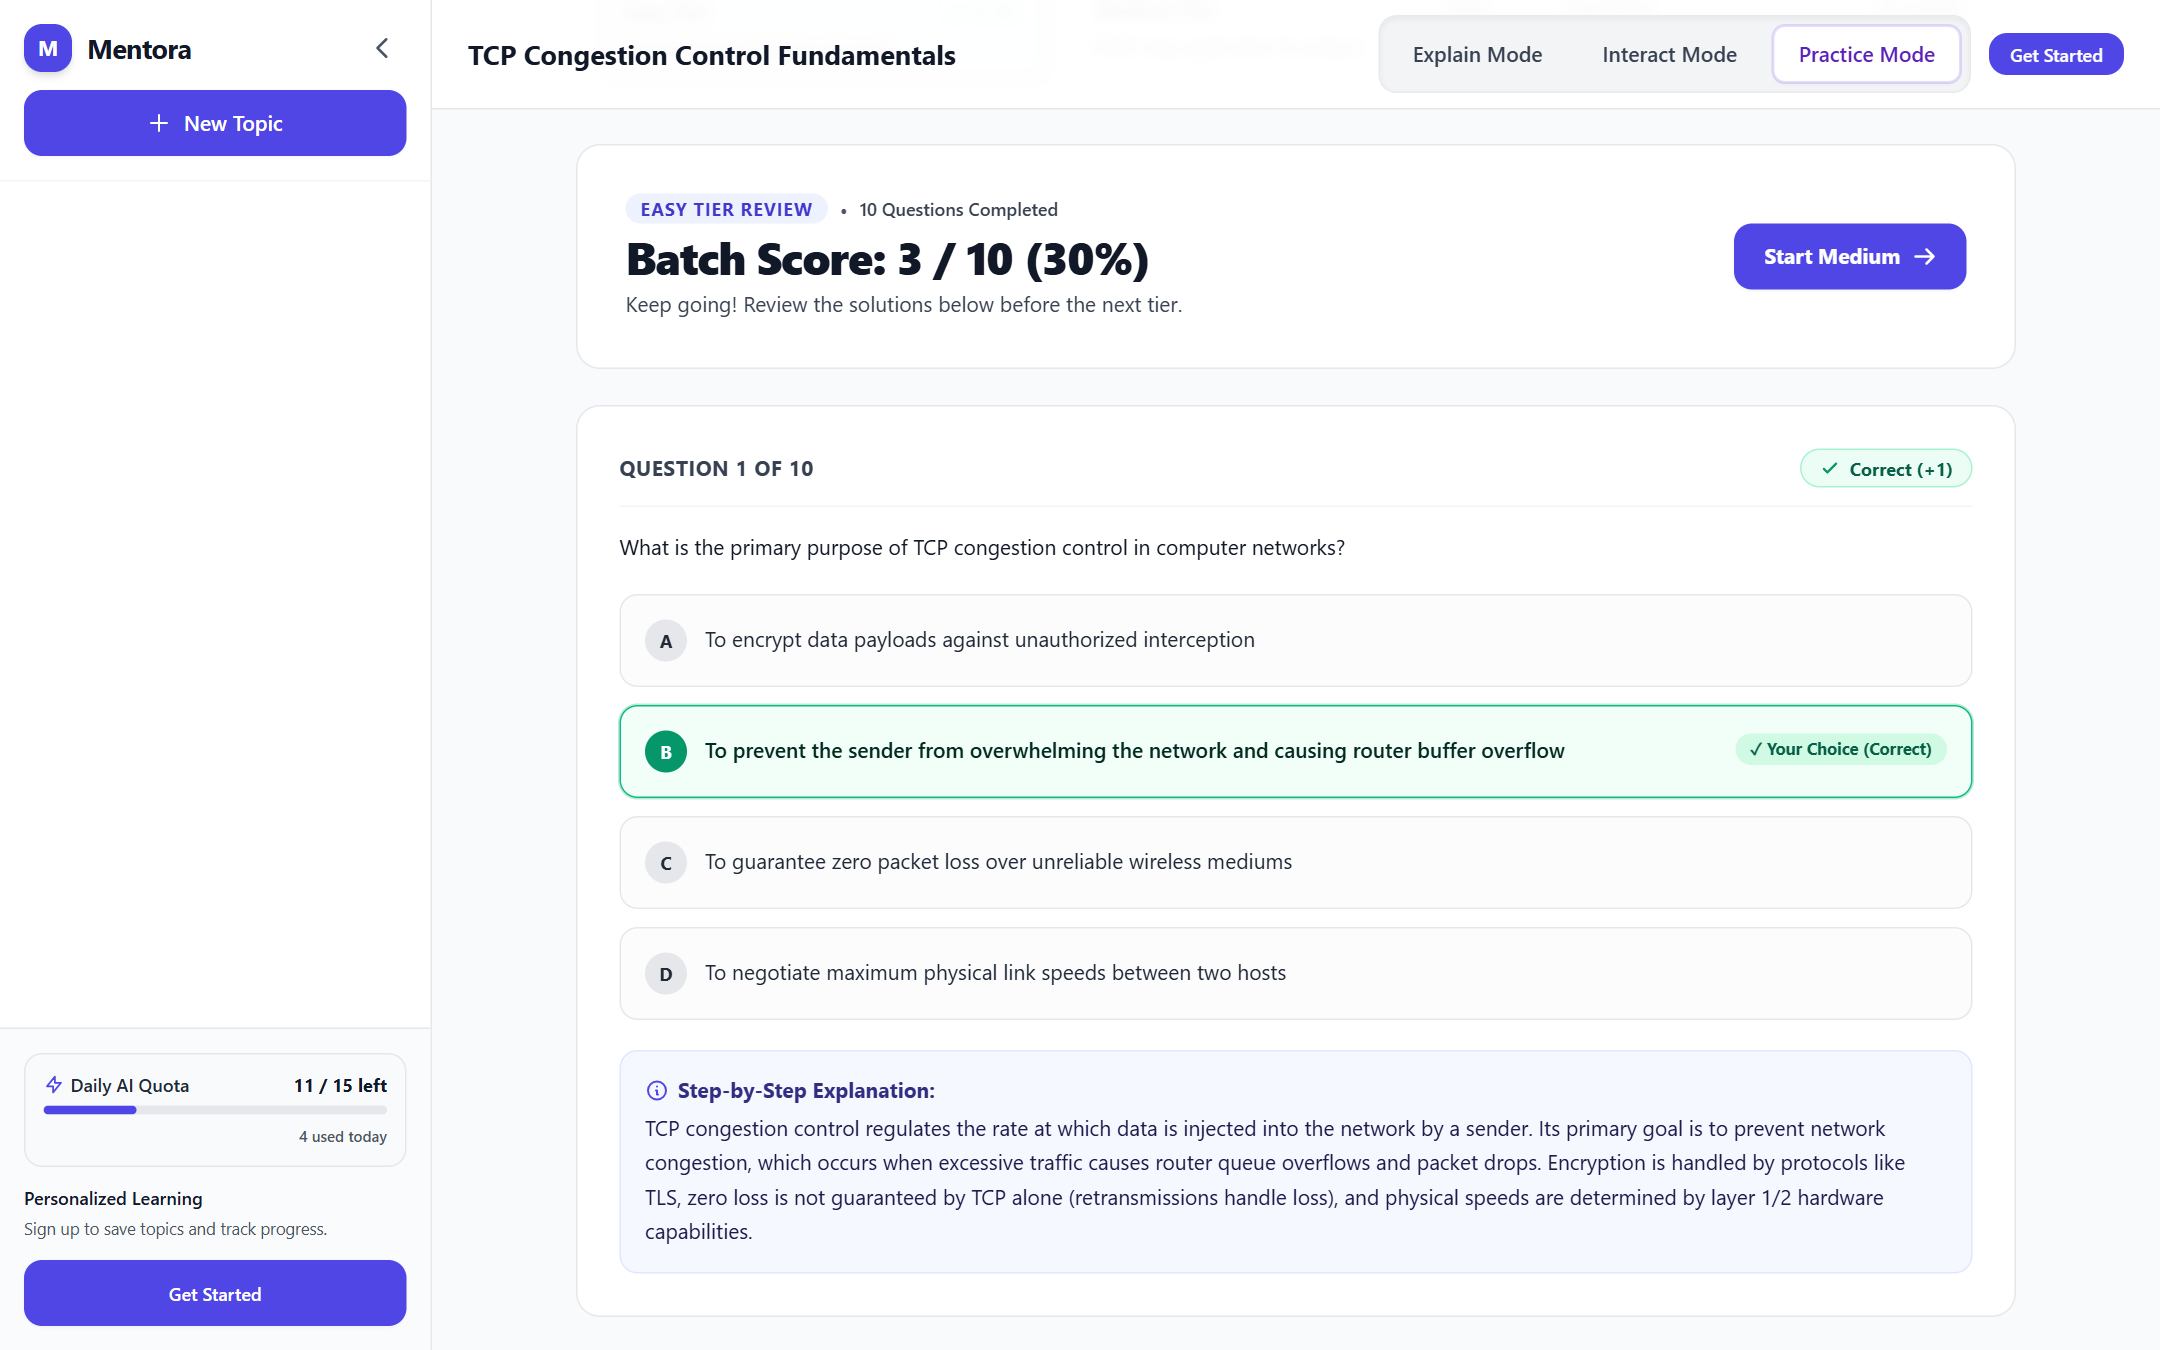 M Mentora
+ New Topic
Daily AI Quota 11 / 15 left
4 used today
Personalized Learning
Sign up to save topics and track progress.
Get Started
TCP Congestion Control Fundamentals
Explain Mode Interact Mode Practice Mode Get Started
EASY TIER REVIEW • 10 Questions Completed
Batch Score: 3 / 10 (30%)
Keep going! Review the solutions below before the next tier.
Start Medium →
QUESTION 1 OF 10
✓ Correct (+1)
What is the primary purpose of TCP congestion control in computer networks?
A To encrypt data payloads against unauthorized interception
B To prevent the sender from overwhelming the network and causing router buffer overflow ✓ Your Choice (Correct)
C To guarantee zero packet loss over unreliable wireless mediums
D To negotiate maximum physical link speeds between two hosts
Step-by-Step Explanation:
TCP congestion control regulates the rate at which data is injected into the network by a sender. Its primary goal is to prevent network
congestion, which occurs when excessive traffic causes router queue overflows and packet drops. Encryption is handled by protocols like
TLS, zero loss is not guaranteed by TCP alone (retransmissions handle loss), and physical speeds are determined by layer 1/2 hardware
capabilities.